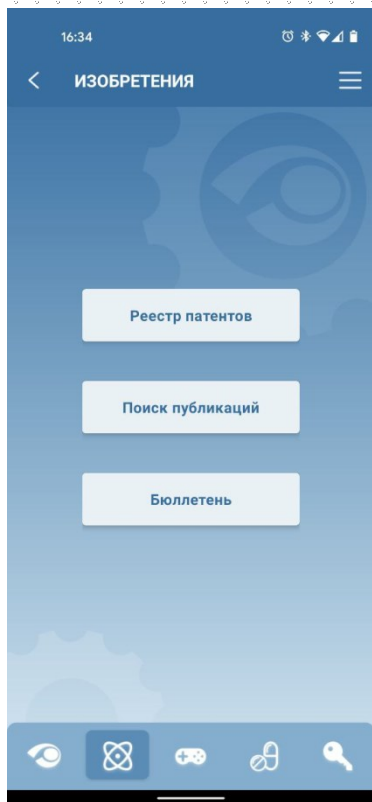 16:34
ИЗОБРЕТЕНИЯ
Реестр патентов
Поиск публикаций
Бюллетень